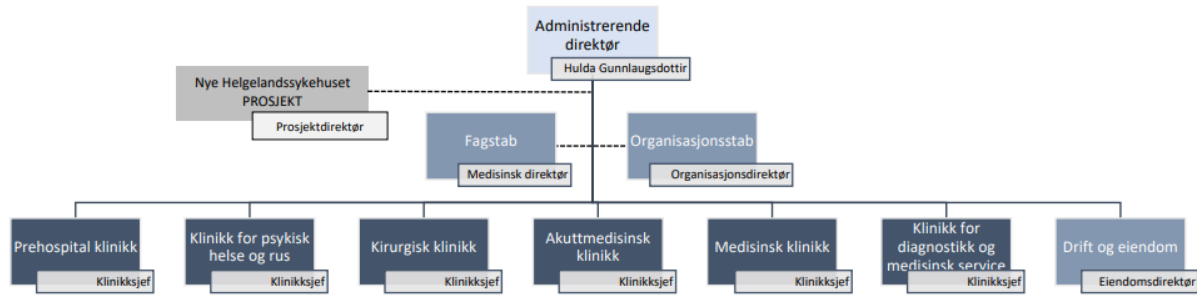 Administrerende
direktør
Hulda Gunnlaugsdottir
Nye Helgelandssykehuset
PROSJEKT
Prosjektdirektør
Fagstab
Medisinsk direktør
Organisasjonsstab
Organisasjonsdirektør
Prehospital klinikk
Klinikksjef
Klinikk for psykisk
helse og rus
Klinikksjef
Kirurgisk klinikk
Klinikksjef
Akuttmedisinsk
klinikk
Klinikksjef
Medisinsk klinikk
Klinikksjef
Klinikk for
diagnostikk og
medisinsk service
Klinikksjef
Drift og eiendom
Eiendomsdirektør